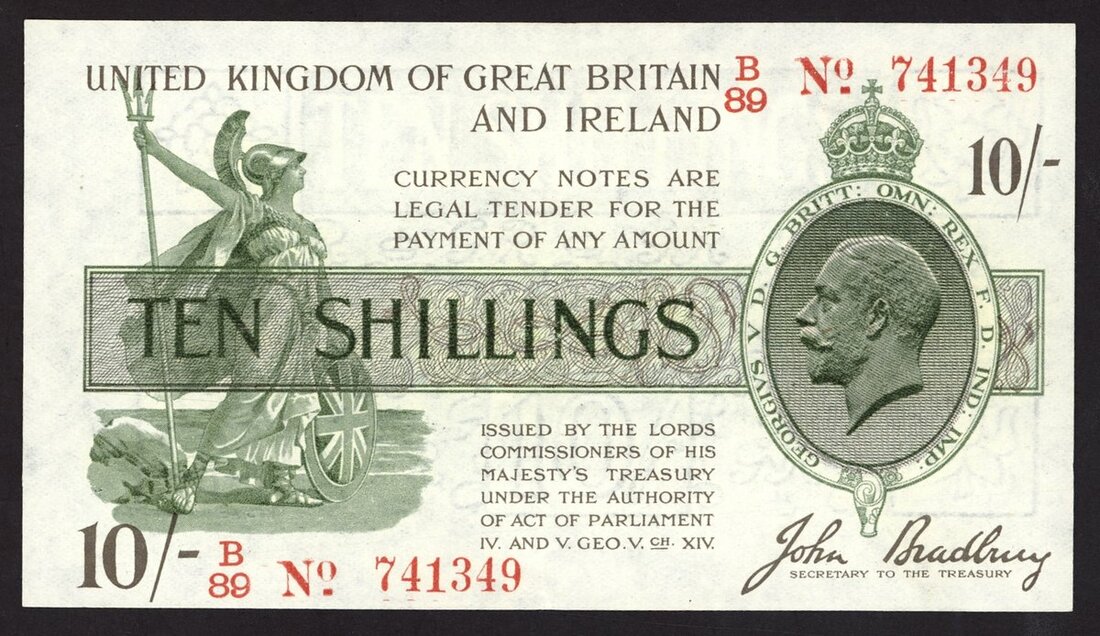 UNITED KINGDOM OF GREAT BRITAIN
AND IRELAND
B
89
No 741349
10/-
CURRENCY NOTES ARE
LEGAL TENDER FOR THE
PAYMENT OF ANY AMOUNT
GEORGIVS V D. G. BRITT: OMN: REX F. D. IND: IMP:
TEN SHILLINGS
ISSUED BY THE LORDS
COMMISSIONERS OF HIS
MAJESTY'S TREASURY
UNDER THE AUTHORITY
OF ACT OF PARLIAMENT
IV. AND V. GEO. V. CH. XIV.
10/-
B
89
No 741349
John Bradbury
SECRETARY TO THE TREASURY